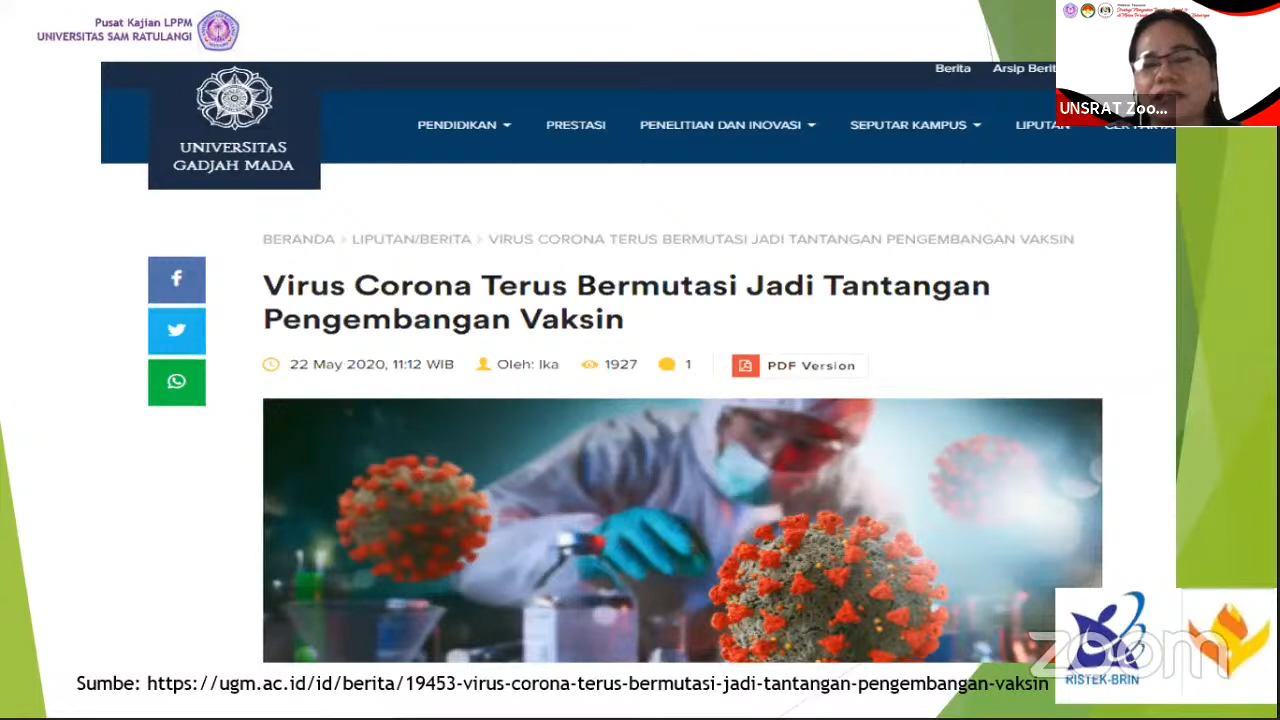 Pusat Kajian LPPM
UNIVERSITAS SAM RATULANGI
UNSRAT Zoo...
Berita Arsip Berit
UNIVERSITAS
GADJAH MADA
PENDIDIKAN PRESTASI PENELITIAN DAN INOVASI SEPUTAR KAMPUS LIPUTAN
BERANDA > LIPUTAN/BERITA > VIRUS CORONA TERUS BERMUTASI JADI TANTANGAN PENGEMBANGAN VAKSIN
Virus Corona Terus Bermutasi Jadi Tantangan
Pengembangan Vaksin
22 May 2020, 11:12 WIB Oleh: Ika 1927 1 PDF Version
zoom
RISTEK-BRIN
Sumbe: https://ugm.ac.id/id/berita/19453-virus-corona-terus-bermutasi-jadi-tantangan-pengembangan-vaksin